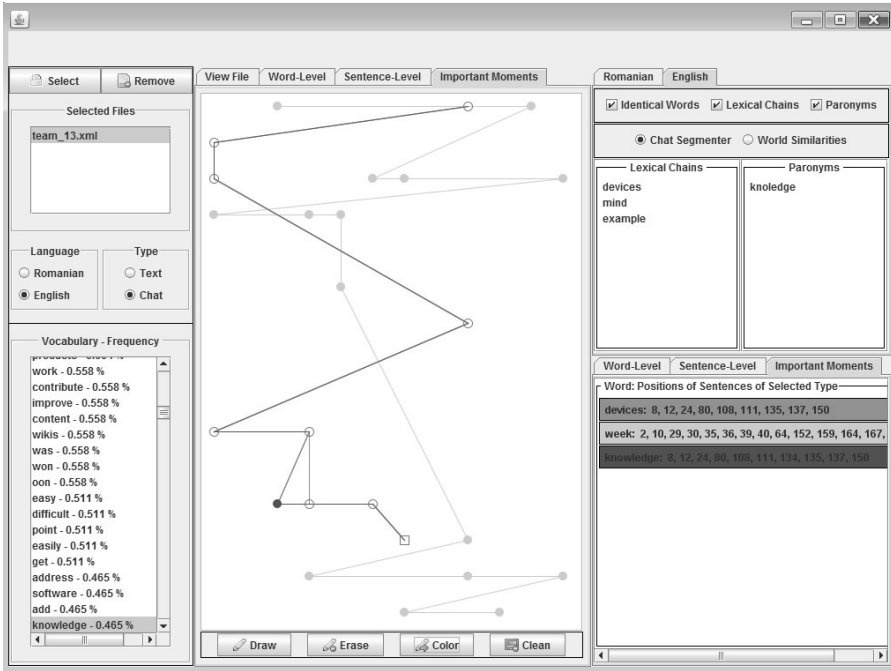 Select
Remove
Selected Files
team_13.xml
Language
Type
Romanian
Text
English
Chat
Vocabulary - Frequency
work - 0.558 %
contribute - 0.558 %
improve - 0.558 %
content - 0.558 %
wikis - 0.558 %
was - 0.558 %
won - 0.558 %
oon - 0.558 %
easy - 0.511 %
difficult - 0.511 %
point - 0.511 %
easily - 0.511 %
get - 0.511 %
address - 0.465 %
software - 0.465 %
add - 0.465 %
knowledge - 0.465 %
View File
Word-Level
Sentence-Level
Important Moments
Draw
Erase
Color
Clean
Romanian
English
Identical Words
Lexical Chains
Paronyms
Chat Segmenter
World Similarities
Lexical Chains
devices
mind
example
Paronyms
knoledge
Word-Level
Sentence-Level
Important Moments
Word: Positions of Sentences of Selected Type
devices: 8, 12, 24, 80, 108, 111, 135, 137, 150
week: 2, 10, 29, 30, 35, 36, 39, 40, 64, 152, 159, 164, 167,
knowledge: 8, 12, 24, 80, 108, 111, 134, 135, 137, 150